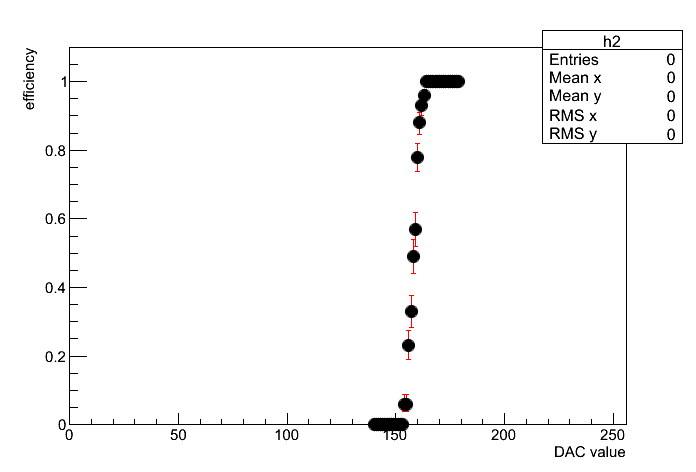 h2
Entries 0
Mean x 0
Mean y 0
RMS x 0
RMS y 0
efficiency
1
0.8
0.6
0.4
0.2
0
0 50 100 150 200 250
DAC value